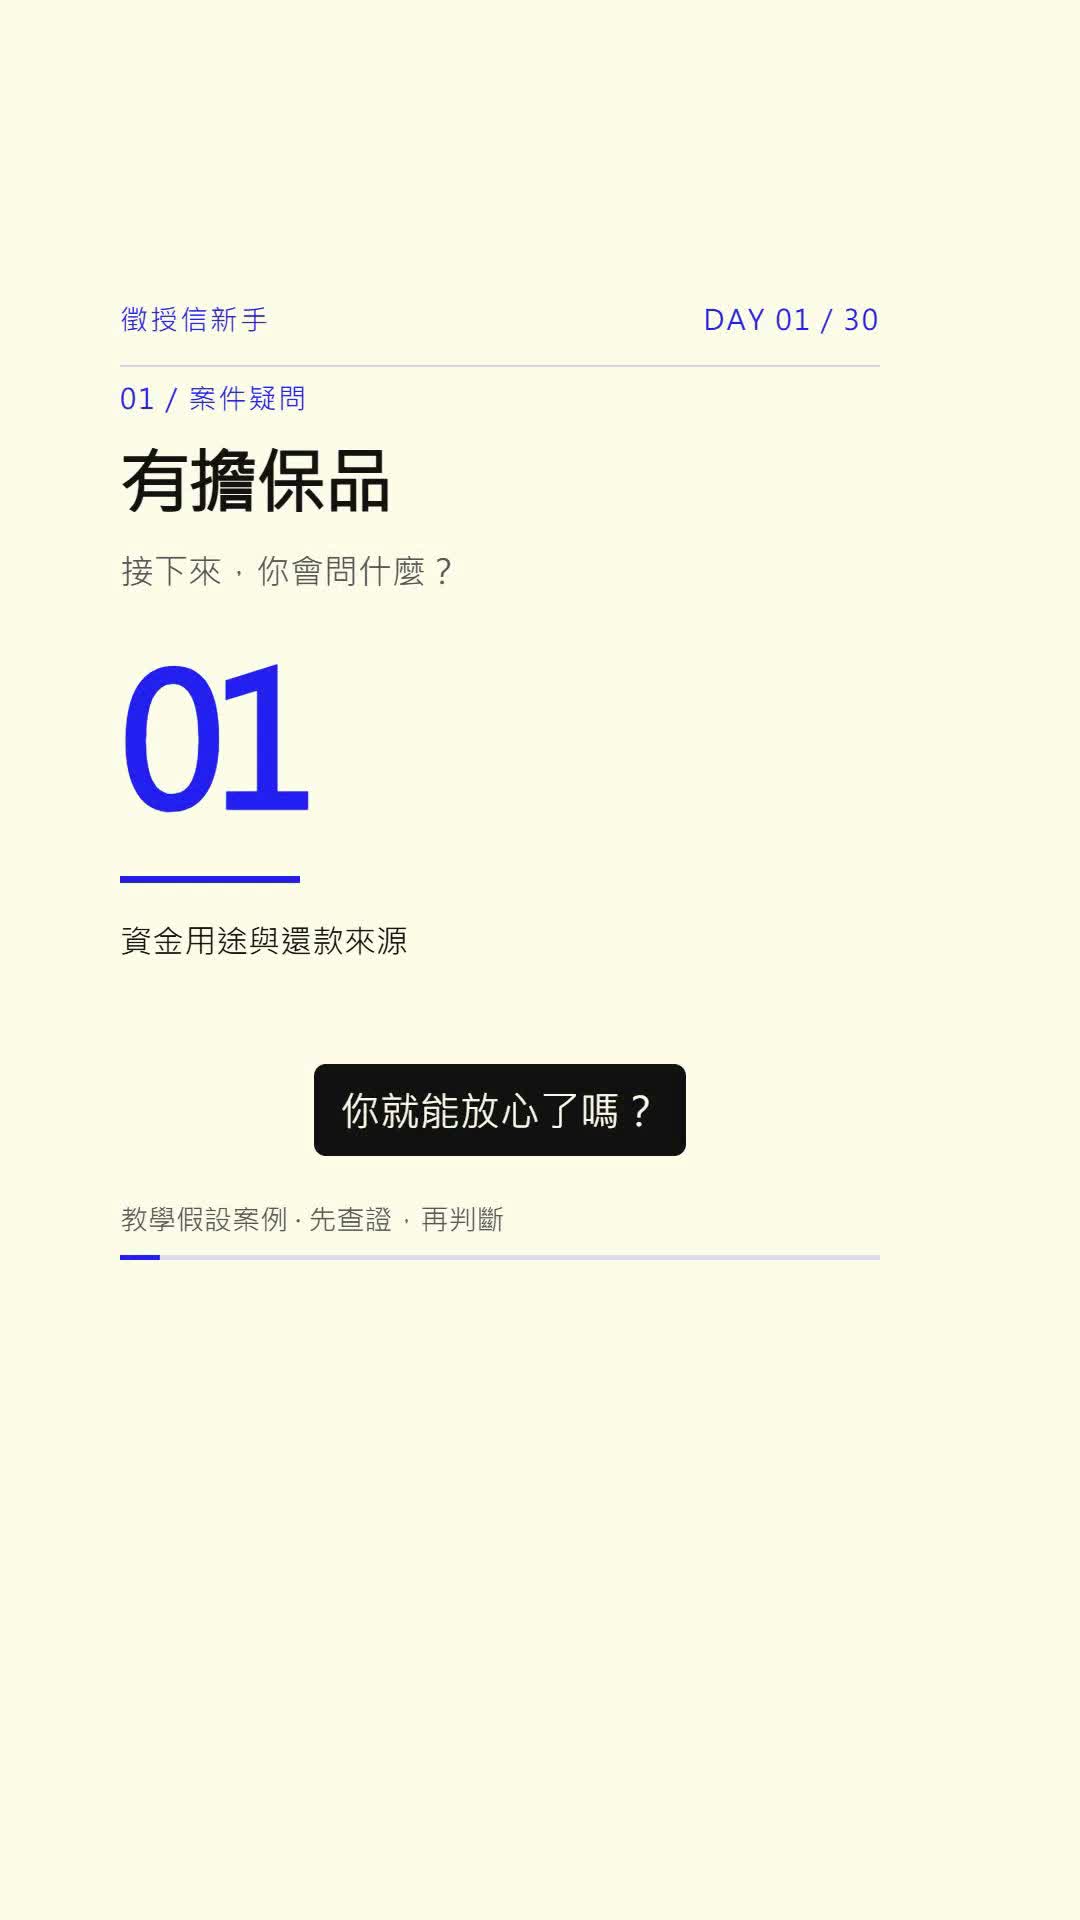 徵授信新手
DAY 01 / 30
01 / 案件疑問
有擔保品
接下來，你會問什麼？
01
資金用途與還款來源
你就能放心了嗎？
教學假設案例 · 先查證，再判斷